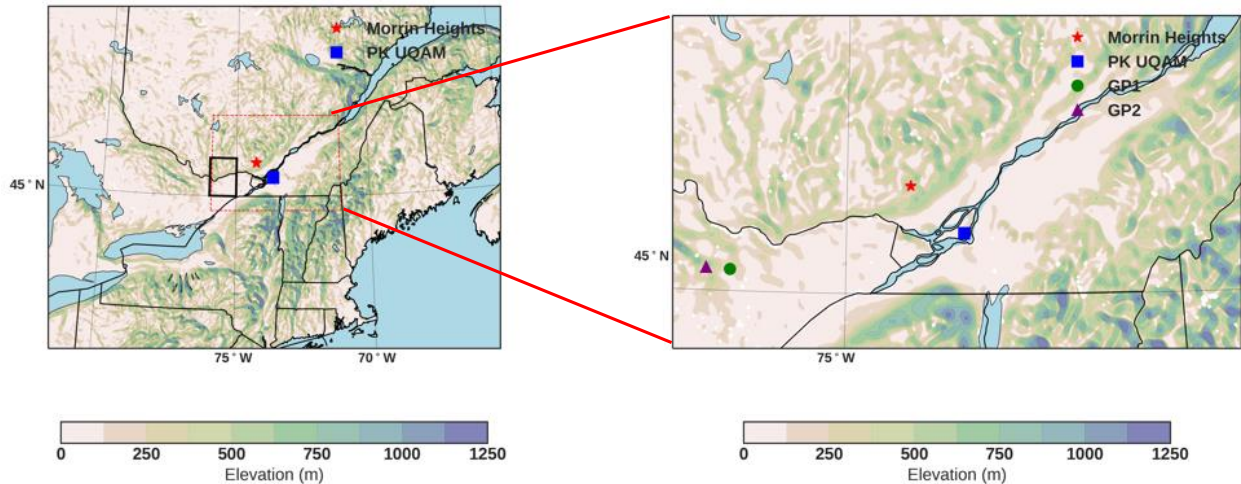 Morrin Heights
PK UQAM
45° N
75° W
70° W
0 250 500 750 1000 1250
Elevation (m)
Morrin Heights
PK UQAM
GP1
GP2
45° N
75° W
0 250 500 750 1000 1250
Elevation (m)